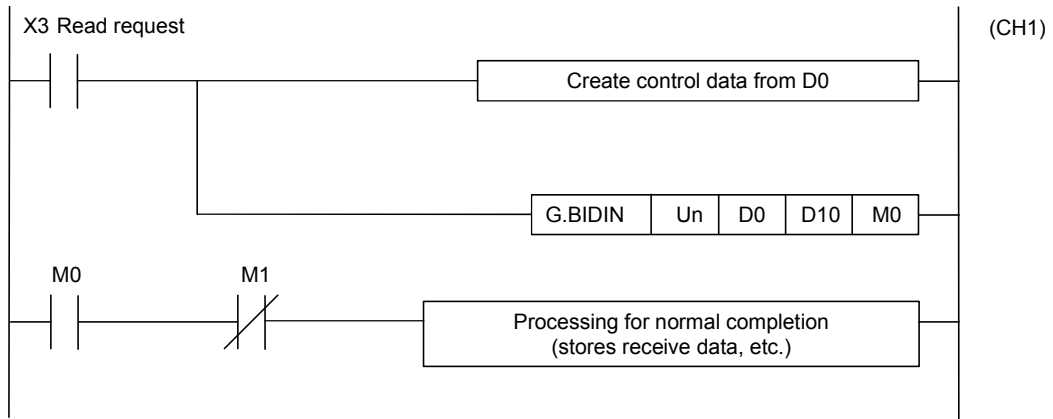 X3 Read request
(CH1)
Create control data from D0
G.BIDIN Un D0 D10 M0
M0 M1
Processing for normal completion
(stores receive data, etc.)